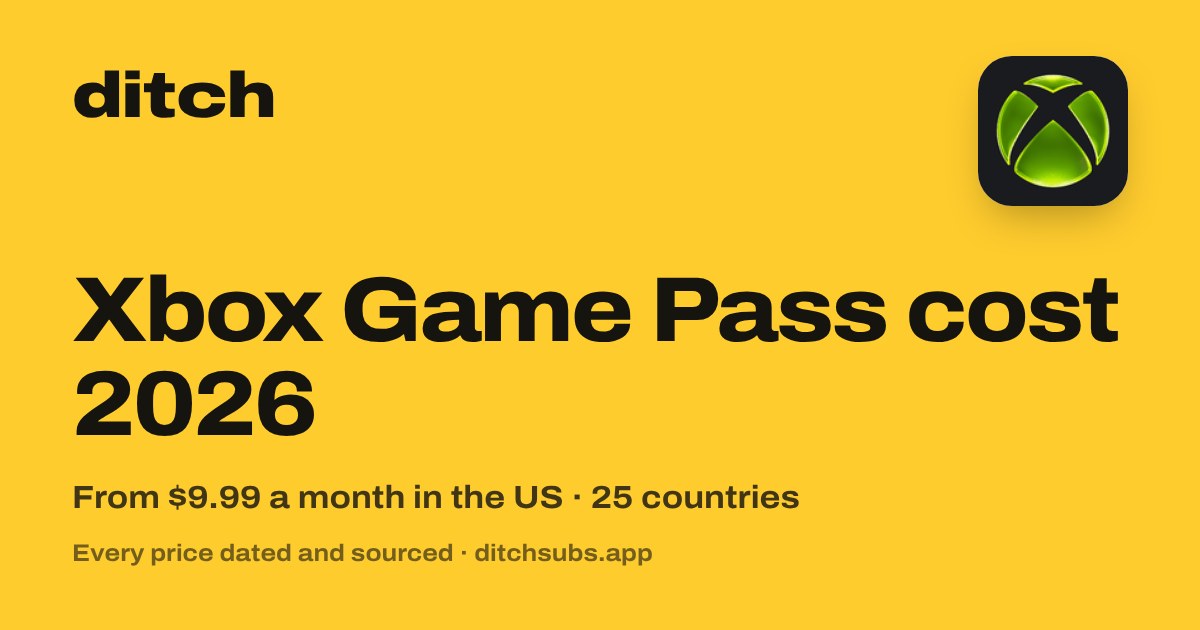 ditch
Xbox Game Pass cost
2026
From $9.99 a month in the US · 25 countries
Every price dated and sourced · ditchsubs.app